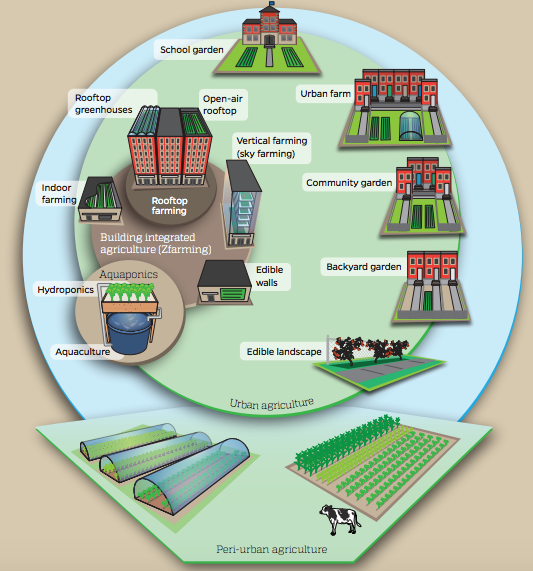 School garden
Rooftop
greenhouses
Open-air
rooftop
Urban farm
Vertical farming
(sky farming)
Community garden
Indoor
farming
Rooftop
farming
Building integrated
agriculture (Zfarming)
Backyard garden
Aquaponics
Edible
walls
Hydroponics
Aquaculture
Edible landscape
Urban agriculture
Peri-urban agriculture